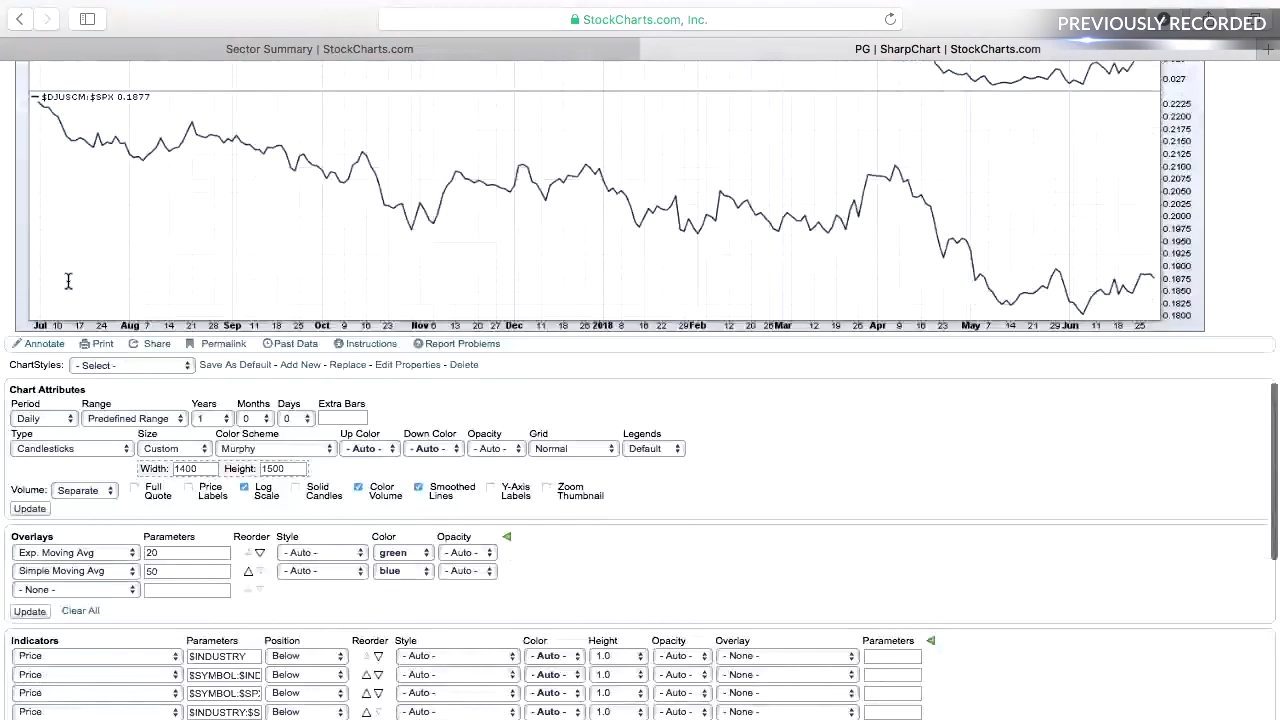 StockCharts.com, Inc.
PREVIOUSLY RECORDED
Sector Summary | StockCharts.com
PG | SharpChart | StockCharts.com
0.027
$DJUSCM:$SPX 0.1877
0.2225
0.2200
0.2175
0.2150
0.2125
0.2100
0.2075
0.2050
0.2025
0.2000
0.1975
0.1950
0.1925
0.1900
0.1875
0.1850
0.1825
0.1800
Jul 10 17 24 Aug 7 14 21 28 Sep 11 18 25 Oct 9 16 23 Nov 6 13 20 27 Dec 11 18 26 2018 8 16 22 29 Feb 12 20 26 Mar 12 19 26 Apr 9 16 23 May 7 14 21 29 Jun 11 18 25
Annotate Print Share Permalink Past Data Instructions Report Problems
ChartStyles: - Select - Save As Default - Add New - Replace - Edit Properties - Delete
Chart Attributes
Period Range Years Months Days Extra Bars
Daily Predefined Range 1 0 0
Type Size Color Scheme Up Color Down Color Opacity Grid Legends
Candlesticks Custom Murphy - Auto - - Auto - - Auto - Normal Default
Width: 1400 Height: 1500
Volume: Separate Full Quote Price Labels Log Scale Solid Candles Color Volume Smoothed Lines Y-Axis Labels Zoom Thumbnail
Update
Overlays Parameters Reorder Style Color Opacity
Exp. Moving Avg 20 - Auto - green - Auto -
Simple Moving Avg 50 - Auto - blue - Auto -
- None -
Update Clear All
Indicators Parameters Position Reorder Style Color Height Opacity Overlay Parameters
Price $INDUSTRY Below - Auto - - Auto - 1.0 - Auto - - None -
Price $SYMBOL:$IND Below - Auto - - Auto - 1.0 - Auto - - None -
Price $SYMBOL:$SP Below - Auto - - Auto - 1.0 - Auto - - None -
Price $INDUSTRY:$S Below - Auto - - Auto - 1.0 - Auto - - None -